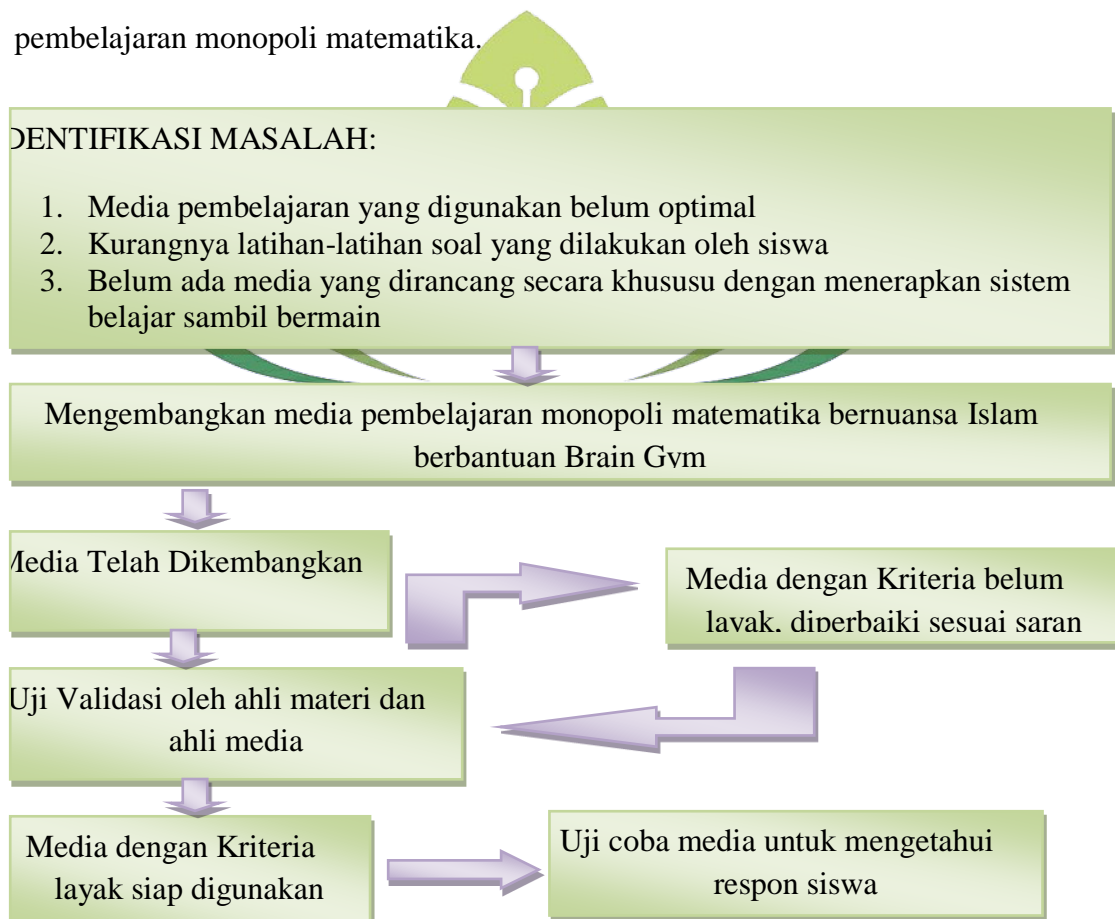 pembelajaran monopoli matematika.
DENTIFIKASI MASALAH:
1. Media pembelajaran yang digunakan belum optimal
2. Kurangnya latihan-latihan soal yang dilakukan oleh siswa
3. Belum ada media yang dirancang secara khususu dengan menerapkan sistem
belajar sambil bermain
Mengembangkan media pembelajaran monopoli matematika bernuansa Islam
berbantuan Brain Gym
Media Telah Dikembangkan
Media dengan Kriteria belum
layak, diperbaiki sesuai saran
Uji Validasi oleh ahli materi dan
ahli media
Media dengan Kriteria
layak siap digunakan
Uji coba media untuk mengetahui
respon siswa